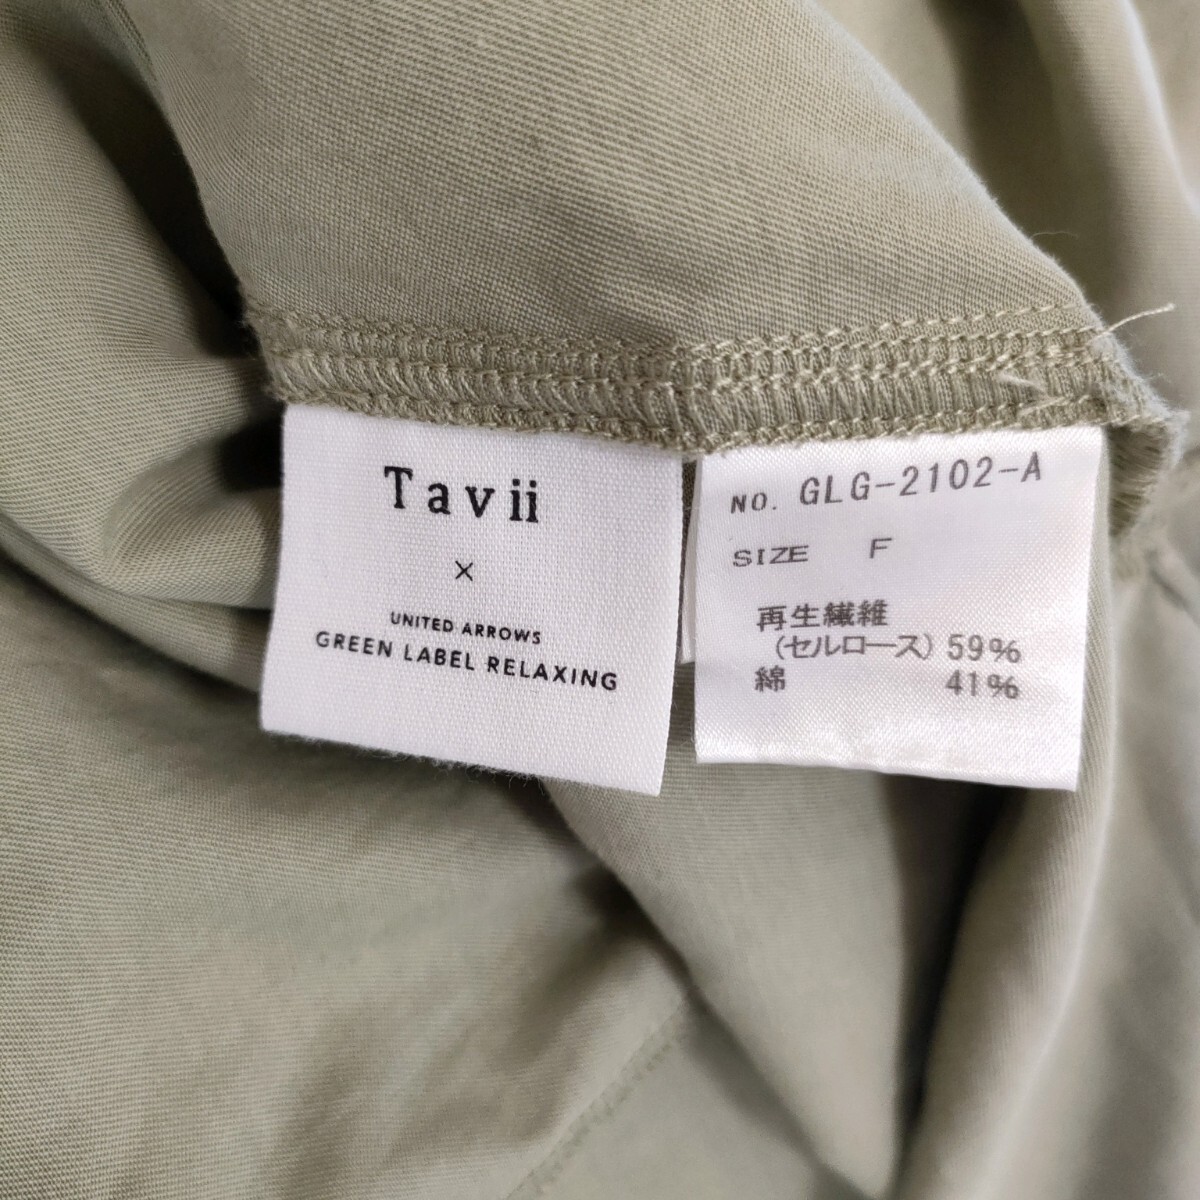 Tavii
×
UNITED ARROWS
GREEN LABEL RELAXING
NO. GLG-2102-A
SIZE F
再生繊維
(セルロース) 59%
綿 41%